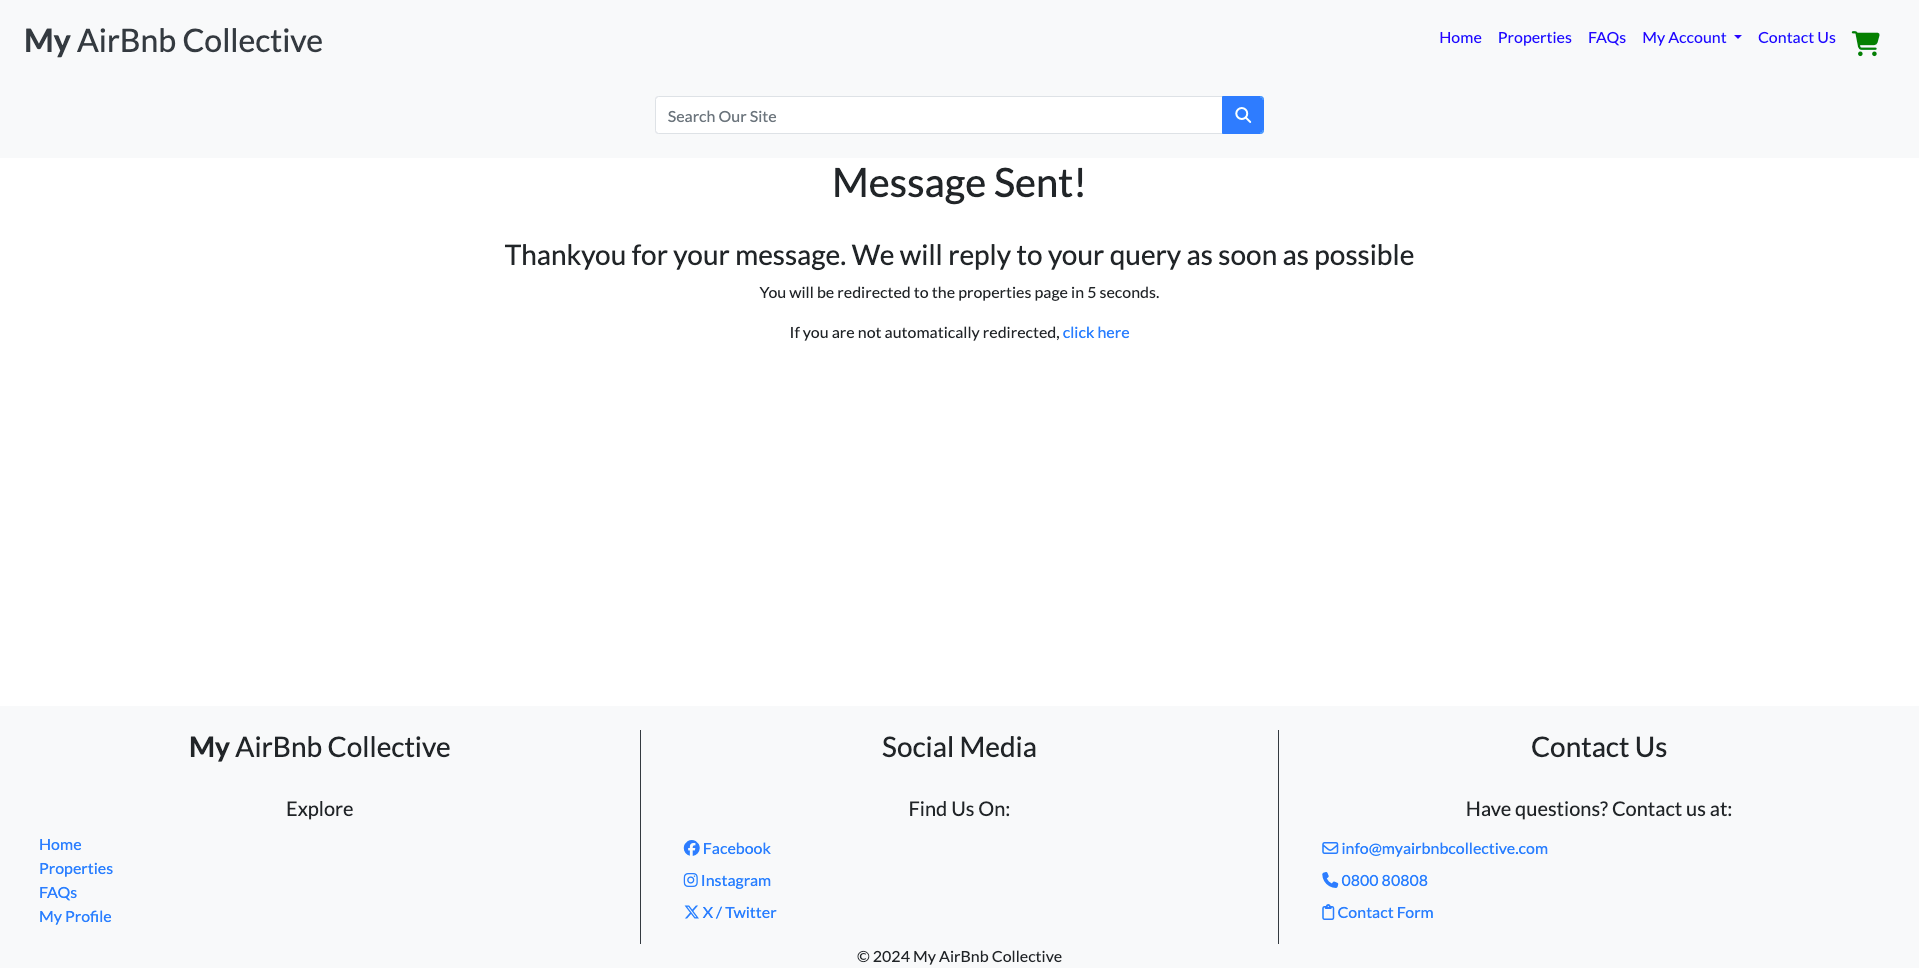 My AirBnb Collective
Home Properties FAQs My Account Contact Us
Search Our Site
Message Sent!
Thankyou for your message. We will reply to your query as soon as possible
You will be redirected to the properties page in 5 seconds.
If you are not automatically redirected, click here
My AirBnb Collective
Explore
Home
Properties
FAQs
My Profile
Social Media
Find Us On:
Facebook
Instagram
X / Twitter
Contact Us
Have questions? Contact us at:
info@myairbnbcollective.com
0800 80808
Contact Form
© 2024 My AirBnb Collective